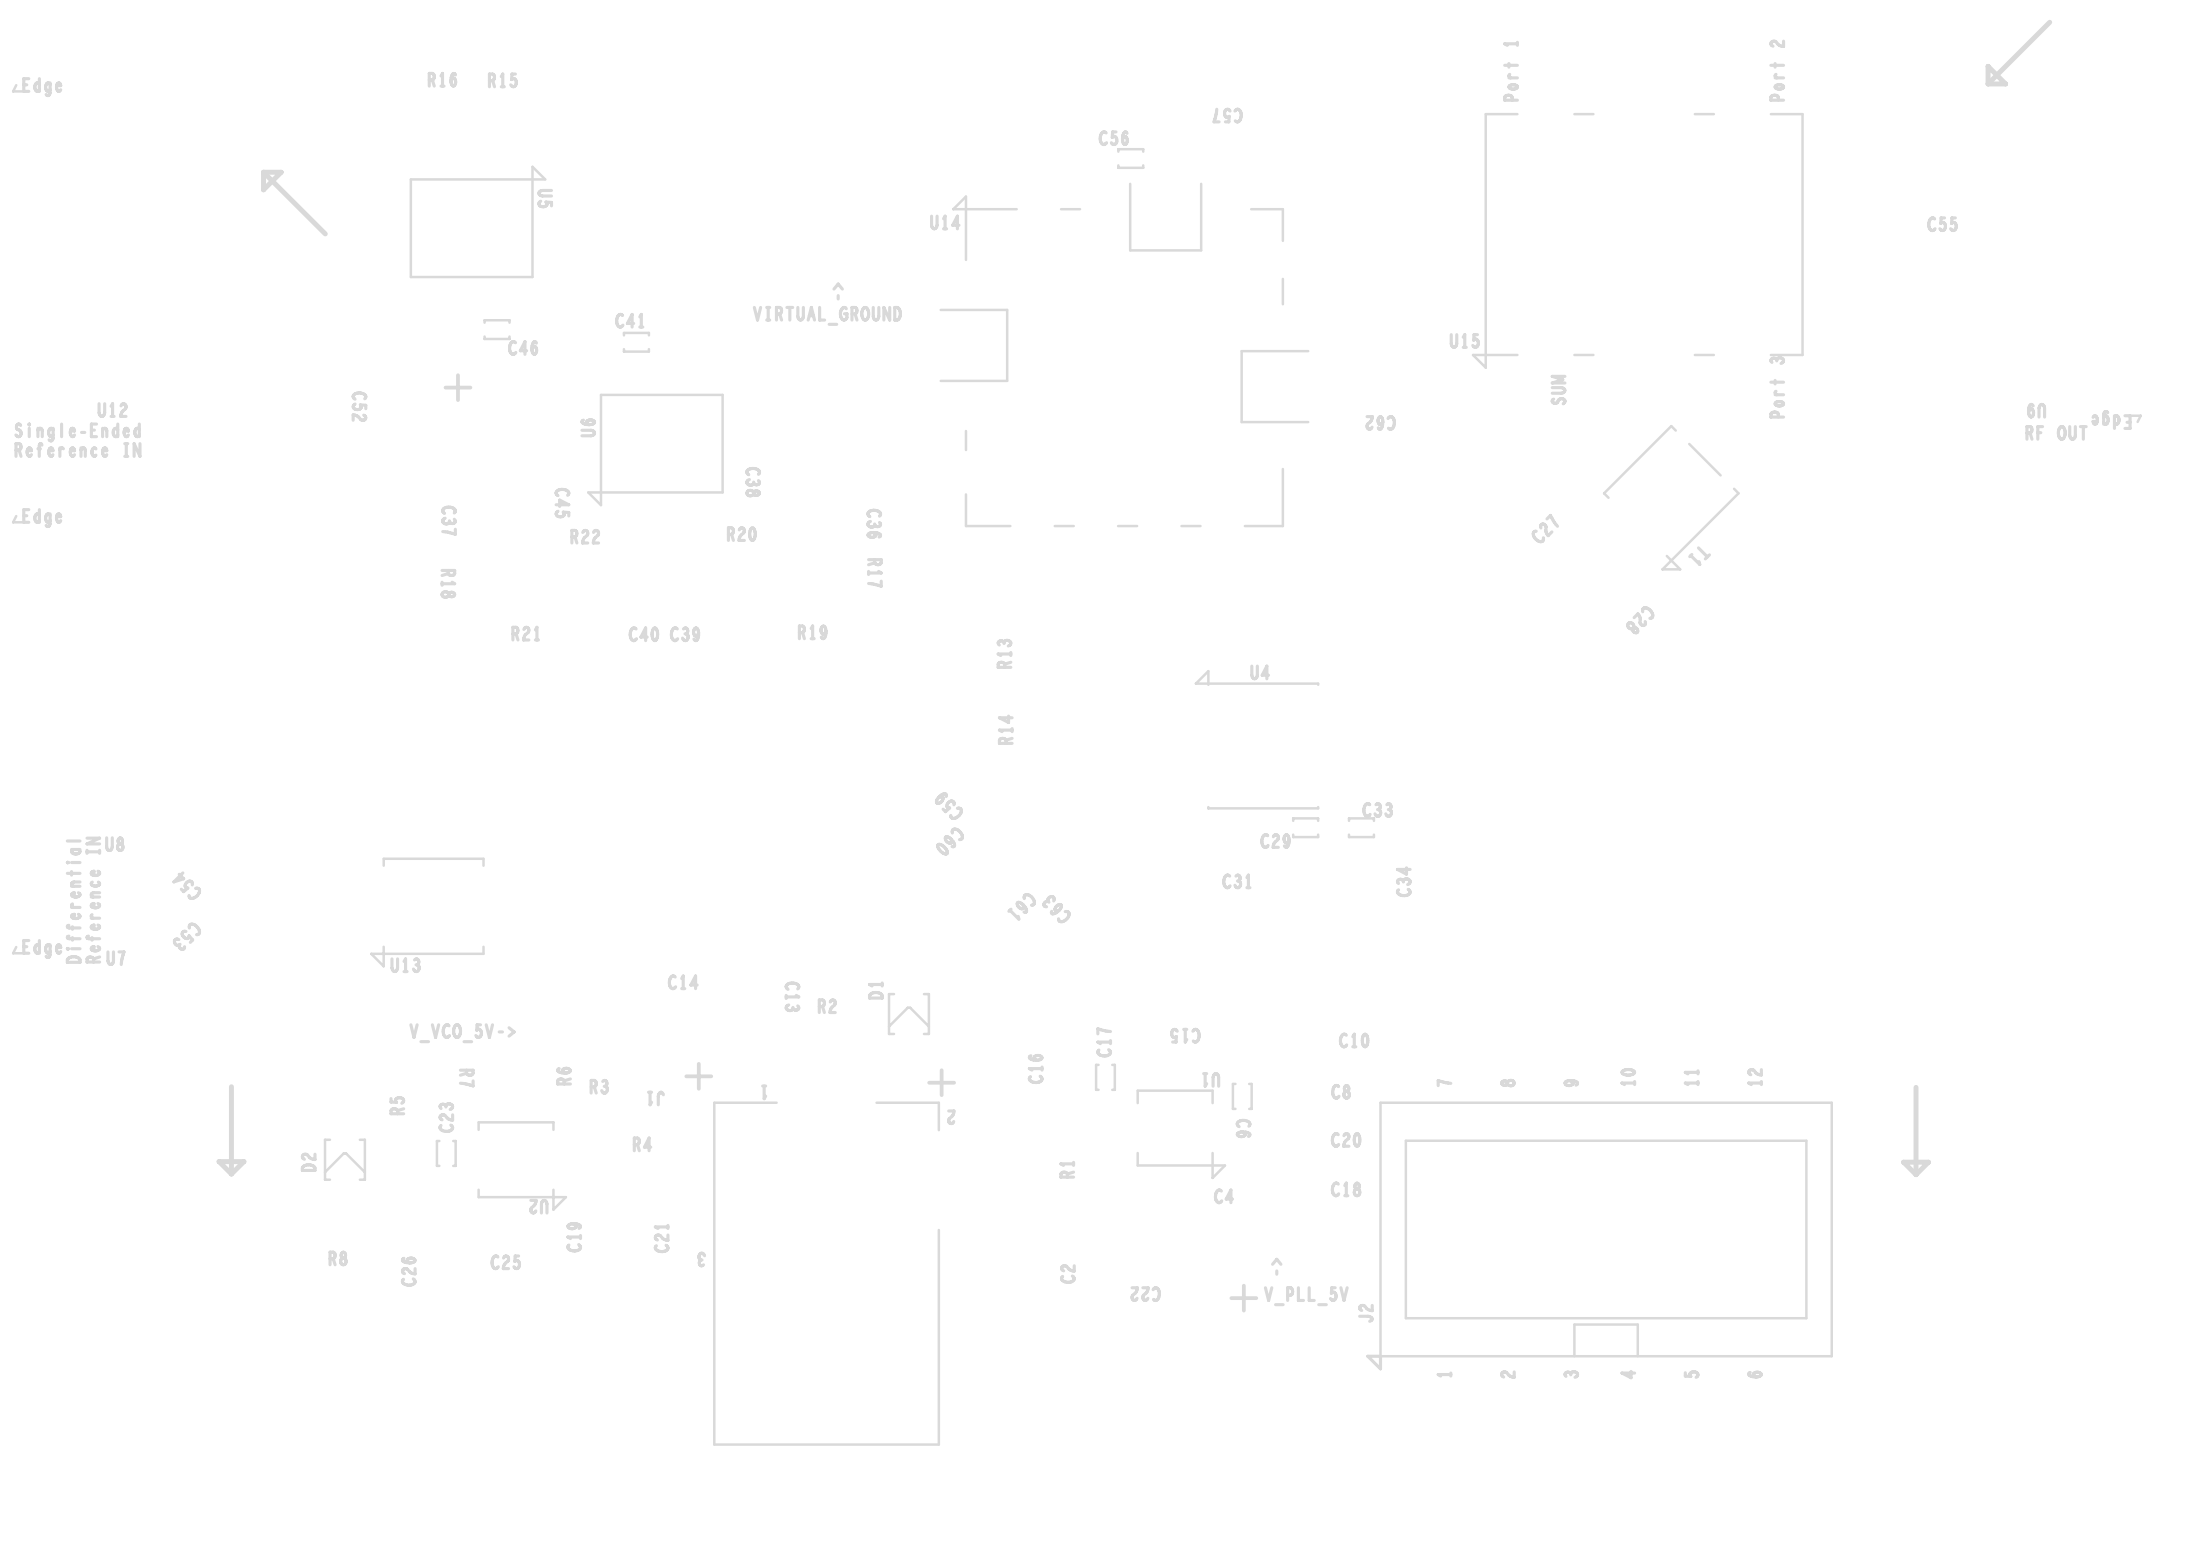 Port 1
Port 2
Edge
R16
R15
C57
C56
U5
U14
C55
VIRTUAL_GROUND
C41
C46
U15
Port 3
SUM
C52
U12
Single-Ended
Reference IN
U6
C62
U9
RF OUT
Edge
C38
C45
C37
Edge
R22
R20
C36
C27
R17
T1
R18
C28
R21
C40
C39
R19
R13
U4
R14
C59
C33
C60
C29
U8
Differential
Reference IN
C54
C31
C34
C61
C63
C53
Edge
U7
U13
C14
C13
R2
D1
V_VCO_5V->
C15
C17
C10
C16
R7
R6
R3
J1
1
U1
C8
7
8
9
10
11
12
R5
C23
2
C6
R4
C20
D2
R1
C18
C4
U2
C19
C21
3
R8
C26
C25
C2
C22
V_PLL_5V
J2
1
2
3
4
5
6